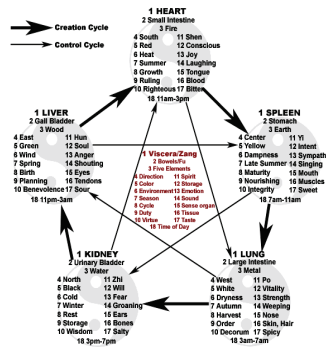 Creation Cycle
Control Cycle
1 HEART
2 Small Intestine
3 Fire
4 South 11 Shen
5 Red 12 Conscious
6 Heat 13 Joy
7 Summer 14 Laughing
8 Growth 15 Tongue
9 Ruling 16 Blood
10 Righteous 17 Bitter
18 11am-3pm
1 LIVER
2 Gall Bladder
3 Wood
4 East 11 Hun
5 Green 12 Soul
6 Wind 13 Anger
7 Spring 14 Shouting
8 Birth 15 Eyes
9 Planning 16 Tendons
10 Benevolence 17 Sour
18 11pm-3am
1 SPLEEN
2 Stomach
3 Earth
4 Center 11 Yi
5 Yellow 12 Intent
6 Dampness 13 Sympath
7 Late Summer 14 Singing
8 Maturity 15 Mouth
9 Nourishing 16 Muscles
10 Integrity 17 Sweet
18 7am-11am
1 Viscera/Zang
2 Bowels/Fu
3 Five Elements
4 Direction 11 Spirit
5 Color 12 Storage
6 Environment 13 Emotion
7 Season 14 Sound
8 Cycle 15 Sense organ
9 Duty 16 Tissue
10 Virtue 17 Taste
18 Time of Day
1 KIDNEY
2 Urinary Bladder
3 Water
4 North 11 Zhi
5 Black 12 Will
6 Cold 13 Fear
7 Winter 14 Groaning
8 Rest 15 Ears
9 Storage 16 Bones
10 Wisdom 17 Salty
18 3pm-7pm
1 LUNG
2 Large Intestine
3 Metal
4 West 11 Po
5 White 12 Vitality
6 Dryness 13 Strength
7 Autumn 14 Weeping
8 Harvest 15 Nose
9 Order 16 Skin, Hair
10 Decorum 17 Spicy
18 3am-7am